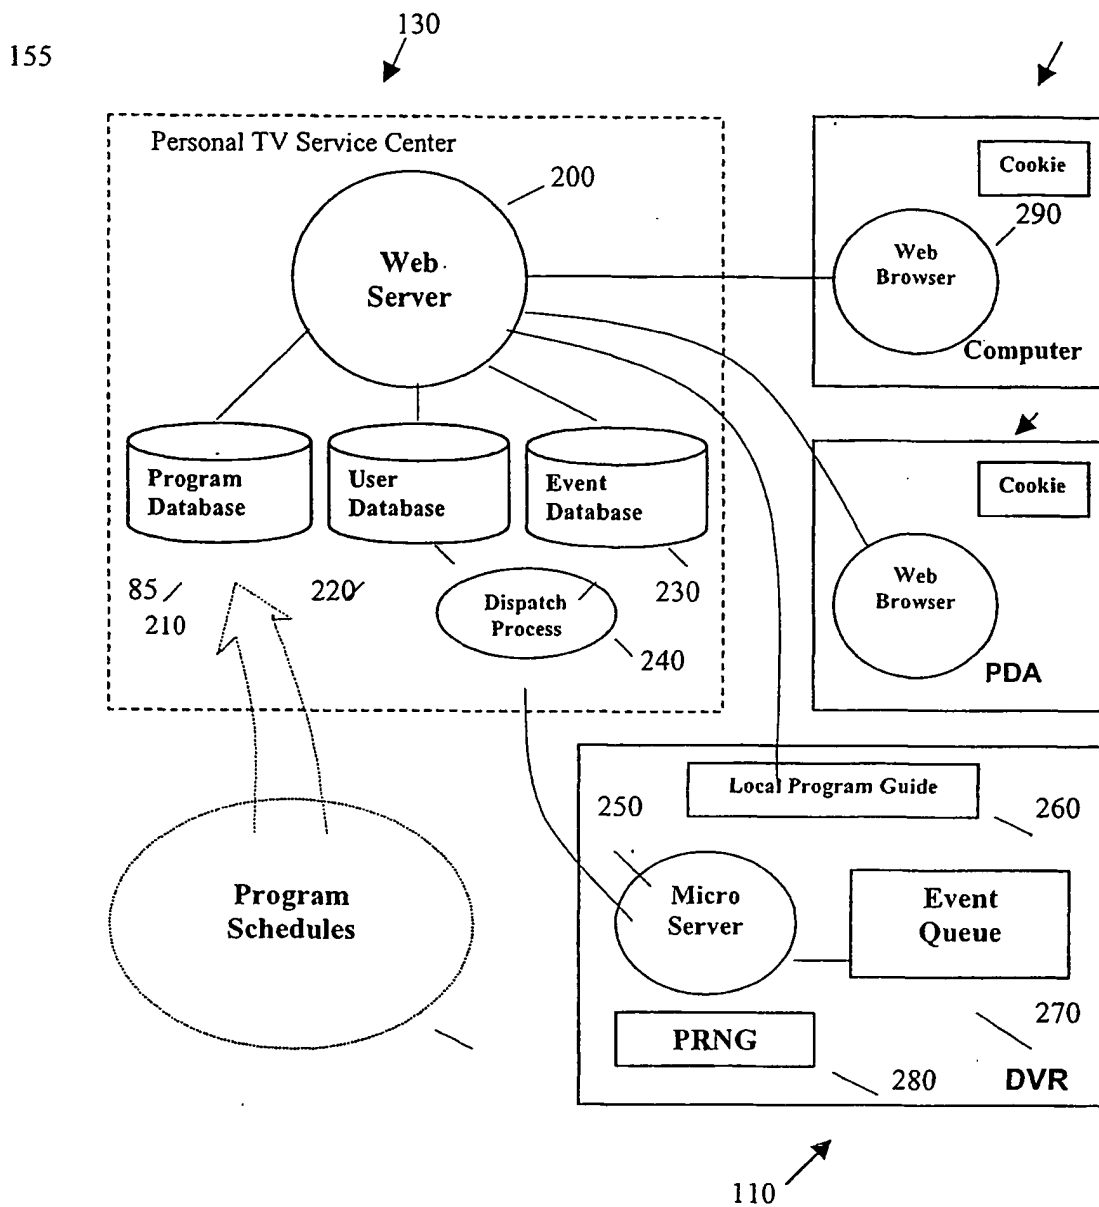 130
155
Personal TV Service Center
200
Web
Server
Cookie
290
Web
Browser
Computer
Program
Database
User
Database
Event
Database
Cookie
85
210
220
Dispatch
Process
230
240
Web
Browser
PDA
Local Program Guide
250
260
Program
Schedules
Micro
Server
Event
Queue
270
PRNG
280
DVR
110